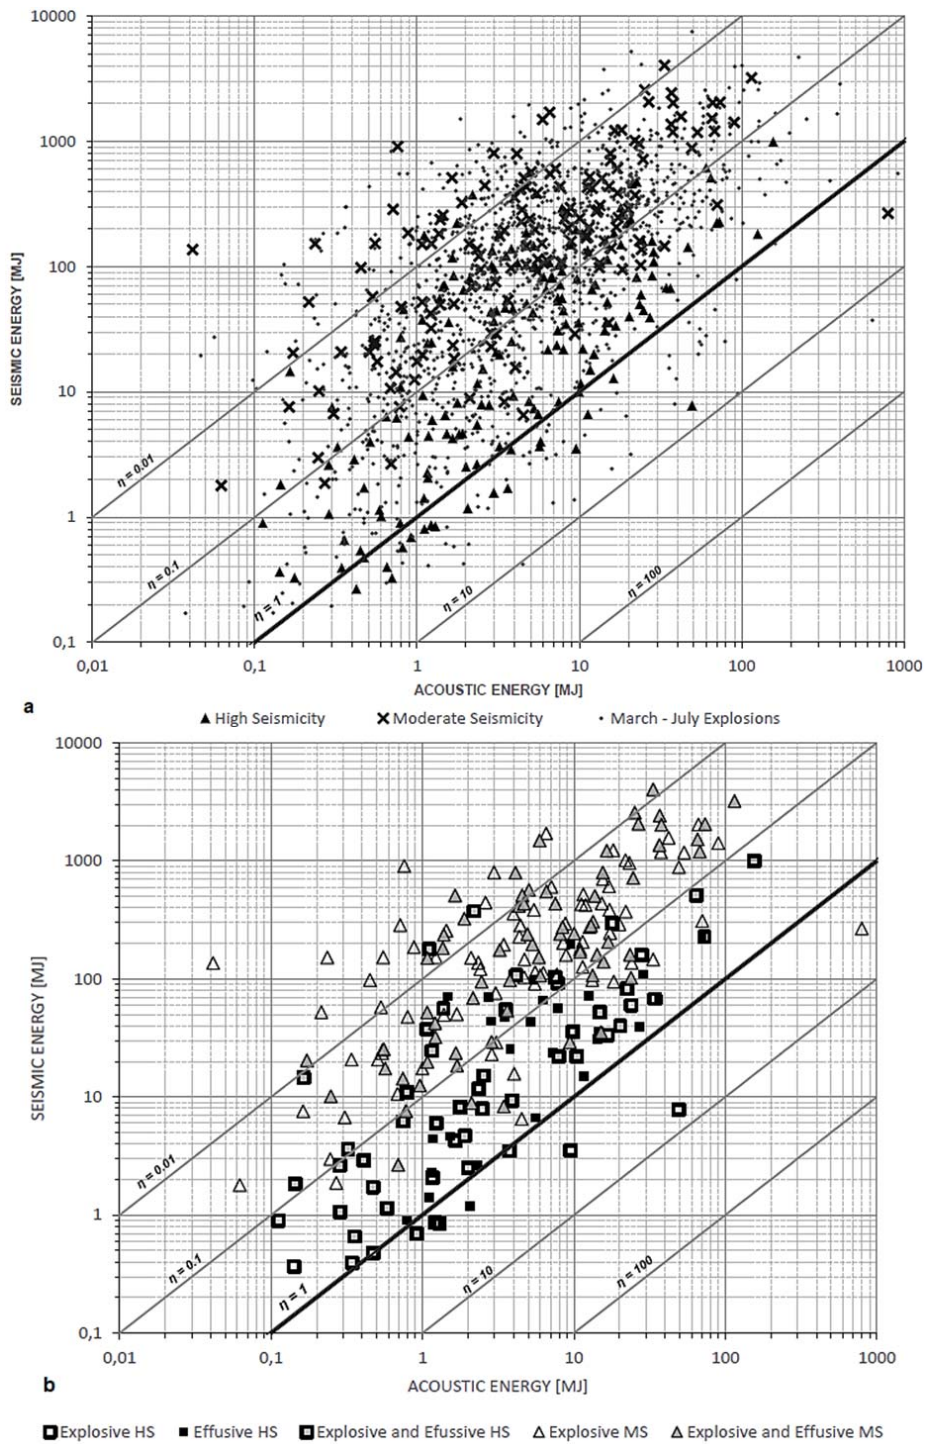 10000
1000
100
10
1
0,1
SEISMIC ENERGY [MJ]
η = 0.01
η = 0.1
η = 1
η = 10
η = 100
0,01 0,1 1 10 100 1000
ACOUSTIC ENERGY [MJ]
a
High Seismicity Moderate Seismicity March - July Explosions
10000
1000
100
10
1
0,1
SEISMIC ENERGY [MJ]
η = 0.01
η = 0.1
η = 1
η = 10
η = 100
0,01 0,1 1 10 100 1000
b
ACOUSTIC ENERGY [MJ]
Explosive HS Effusive HS Explosive and Efussive HS Explosive MS Explosive and Effusive MS